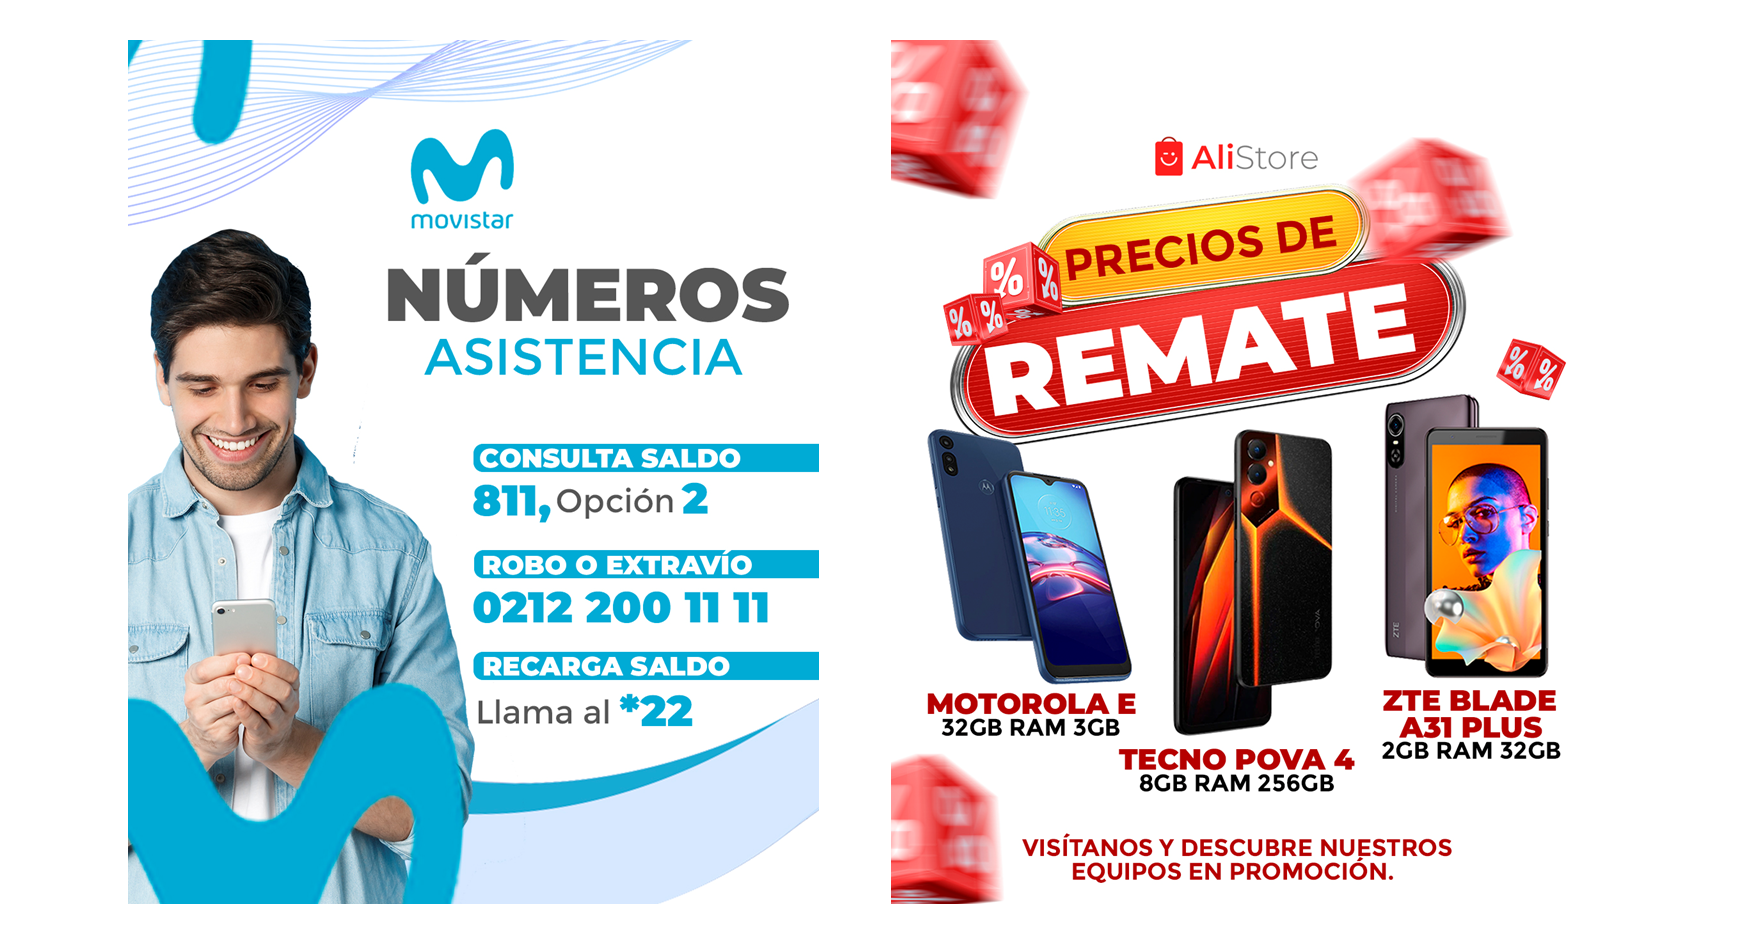 movistar
NÚMEROS
ASISTENCIA
CONSULTA SALDO
811, Opción 2
ROBO O EXTRAVÍO
0212 200 11 11
RECARGA SALDO
Llama al *22
AliStore
PRECIOS DE
REMATE
% %
% %
% %
MOTOROLA E
32GB RAM 3GB
TECNO POVA 4
8GB RAM 256GB
ZTE
ZTE BLADE
A31 PLUS
2GB RAM 32GB
VISÍTANOS Y DESCUBRE NUESTROS
EQUIPOS EN PROMOCIÓN.